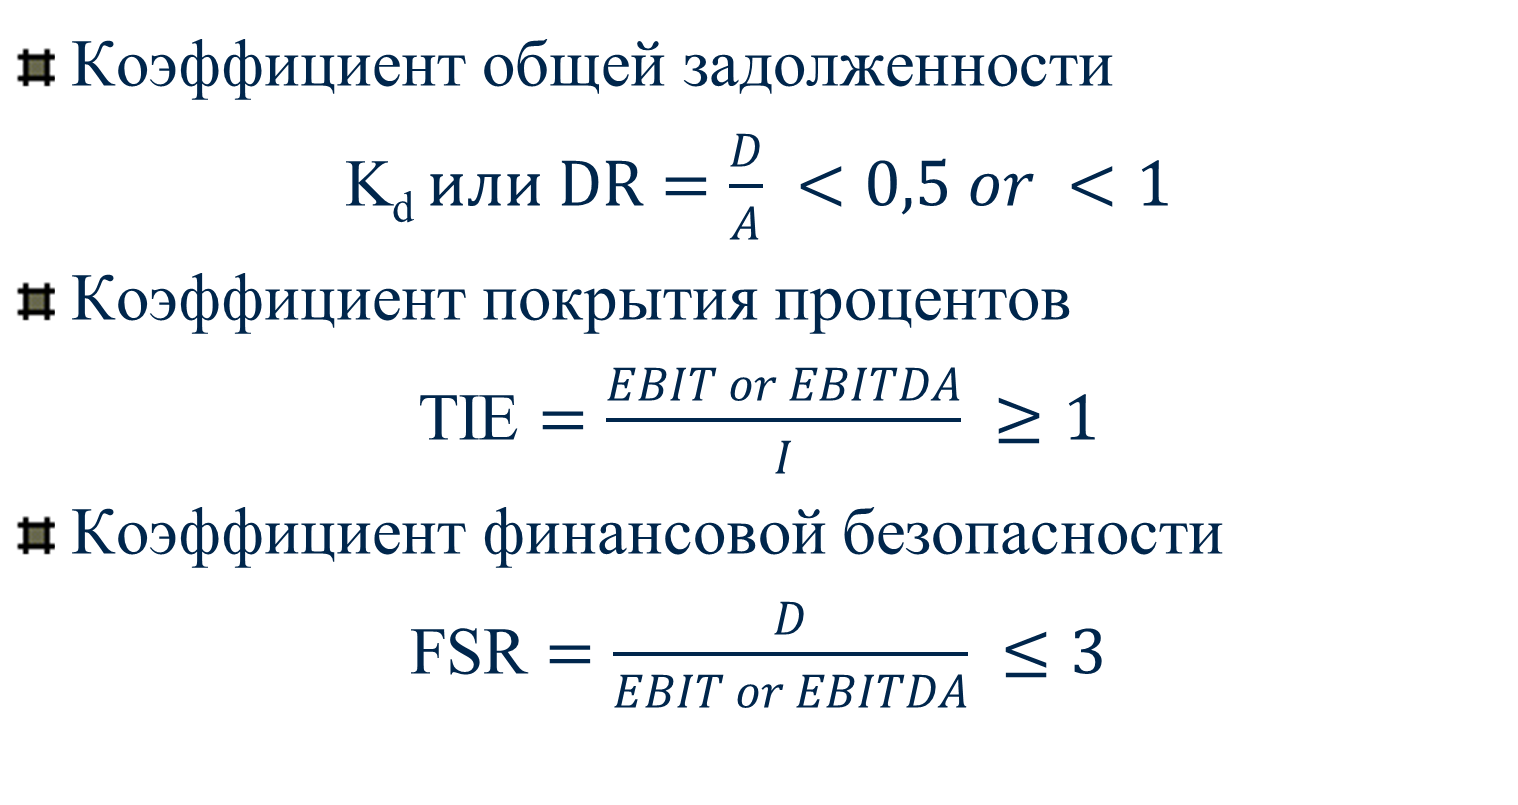 Коэффициент общей задолженности
K_d или DR = D/A < 0,5 or < 1
Коэффициент покрытия процентов
TIE = EBIT or EBITDA / I ≥ 1
Коэффициент финансовой безопасности
FSR = D / EBIT or EBITDA ≤ 3